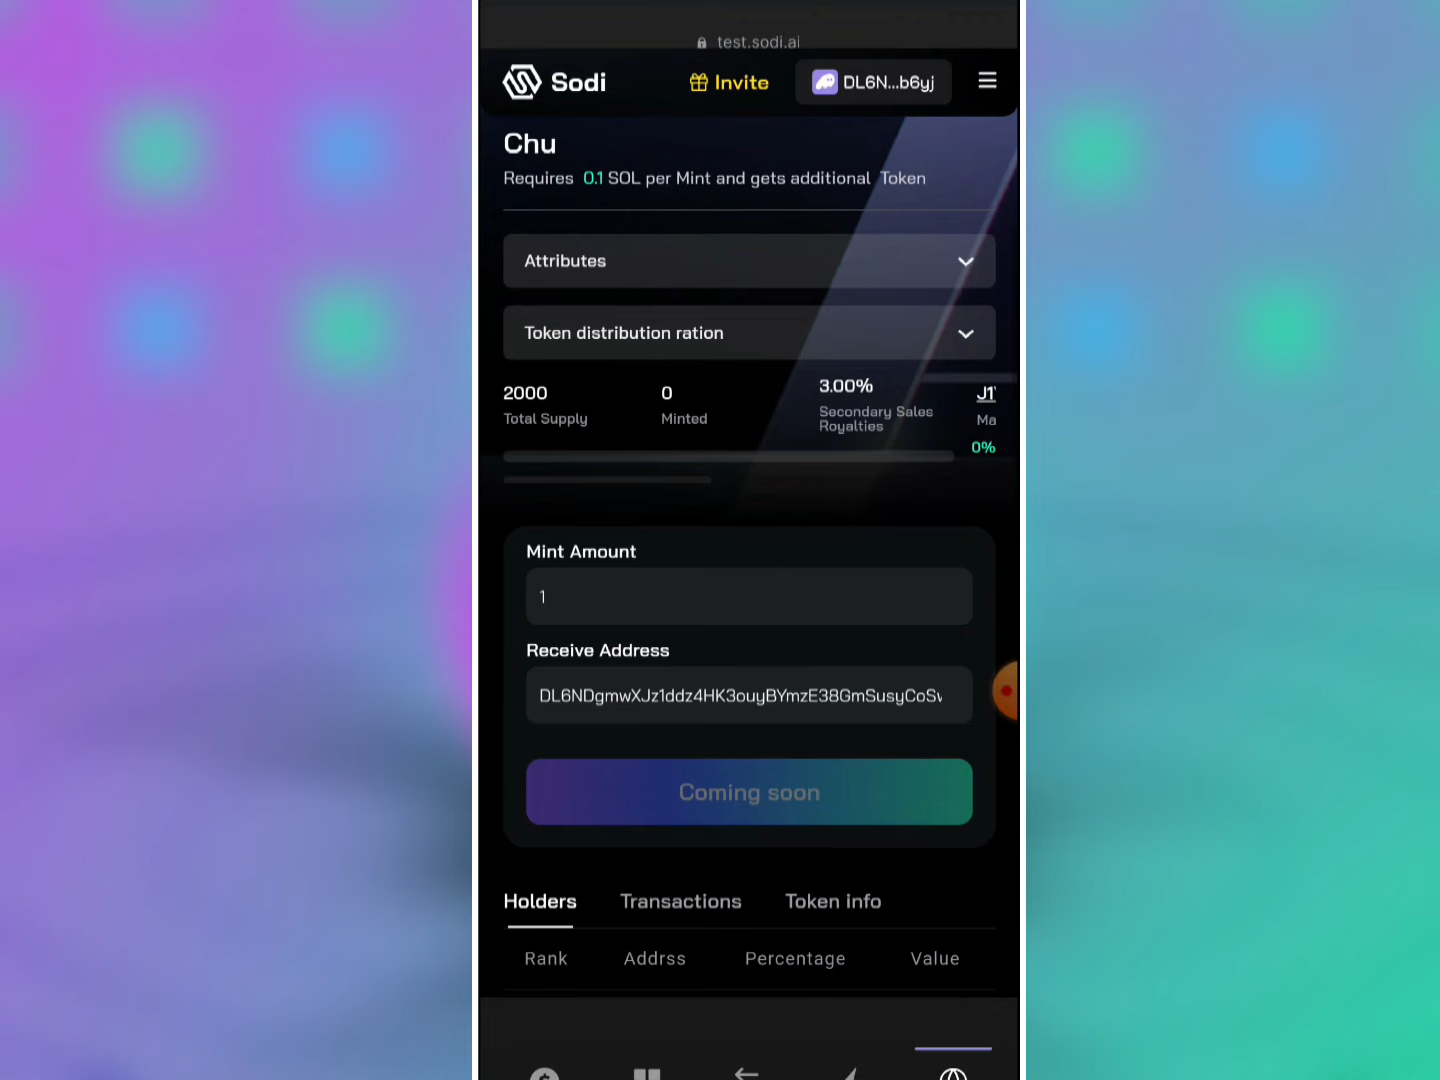 test.sodi.ai
Sodi
Invite
DL6N...b6yj
Chu
Requires 0.1 SOL per Mint and gets additional Token
Attributes
Token distribution ration
2000
Total Supply
0
Minted
3.00%
Secondary Sales
Royalties
0%
Mint Amount
1
Receive Address
DL6NDgmwXJz1ddz4HK3ouyBYmzE38GmSusyCoSv
Coming soon
Holders Transactions Token info
Rank Addrss Percentage Value